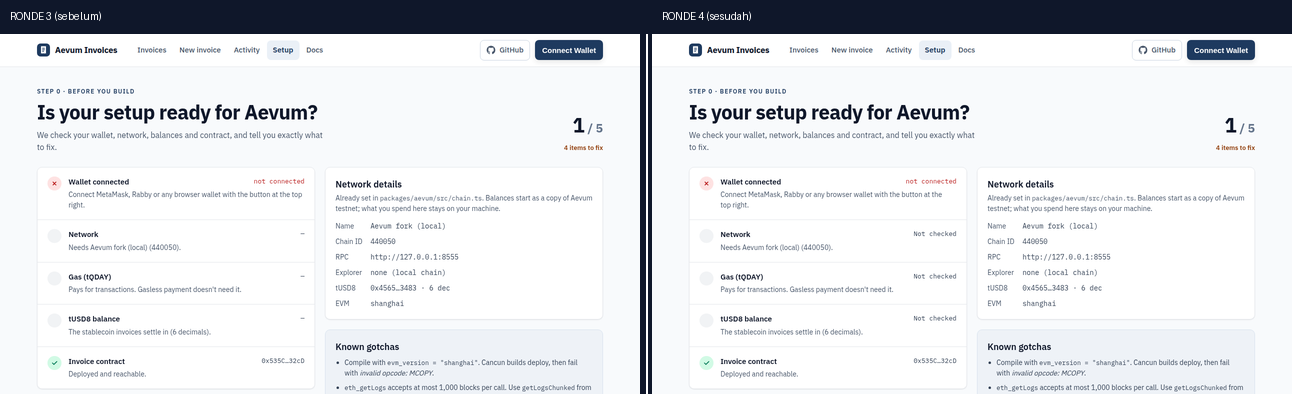 RONDE 3 (sebelum)
Aevum Invoices Invoices New invoice Activity Setup Docs GitHub Connect Wallet
STEP 0 · BEFORE YOU BUILD
Is your setup ready for Aevum?
We check your wallet, network, balances and contract, and tell you exactly what
to fix.
1 / 5
4 items to fix
Wallet connected not connected
Connect MetaMask, Rabby or any browser wallet with the button at the top
right.
Network –
Needs Aevum fork (local) (440050).
Gas (tQDAY) –
Pays for transactions. Gasless payment doesn't need it.
tUSD8 balance –
The stablecoin invoices settle in (6 decimals).
Invoice contract 0x535C…32cD
Deployed and reachable.
Network details
Already set in packages/aevum/src/chain.ts. Balances start as a copy of Aevum
testnet; what you spend here stays on your machine.
Name Aevum fork (local)
Chain ID 440050
RPC http://127.0.0.1:8555
Explorer none (local chain)
tUSD8 0x4565…3483 · 6 dec
EVM shanghai
Known gotchas
• Compile with evm_version = "shanghai". Cancun builds deploy, then fail
with invalid opcode: MCOPY.
• eth_getLogs accepts at most 1,000 blocks per call. Use getLogsChunked from
RONDE 4 (sesudah)
Aevum Invoices Invoices New invoice Activity Setup Docs GitHub Connect Wallet
STEP 0 · BEFORE YOU BUILD
Is your setup ready for Aevum?
We check your wallet, network, balances and contract, and tell you exactly what
to fix.
1 / 5
4 items to fix
Wallet connected not connected
Connect MetaMask, Rabby or any browser wallet with the button at the
top right.
Network Not checked
Needs Aevum fork (local) (440050).
Gas (tQDAY) Not checked
Pays for transactions. Gasless payment doesn't need it.
tUSD8 balance Not checked
The stablecoin invoices settle in (6 decimals).
Invoice contract 0x535C…32cD
Deployed and reachable.
Network details
Already set in packages/aevum/src/chain.ts. Balances start as a copy of Aevum
testnet; what you spend here stays on your machine.
Name Aevum fork (local)
Chain ID 440050
RPC http://127.0.0.1:8555
Explorer none (local chain)
tUSD8 0x4565…3483 · 6 dec
EVM shanghai
Known gotchas
• Compile with evm_version = "shanghai". Cancun builds deploy, then fail
with invalid opcode: MCOPY.
• eth_getLogs accepts at most 1,000 blocks per call. Use getLogsChunked from